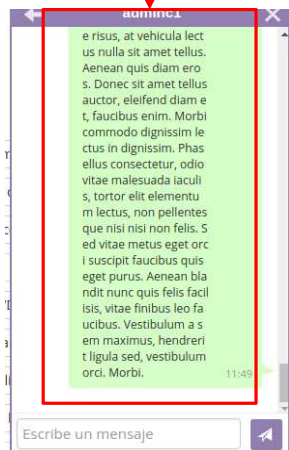 adminc1
e risus, at vehicula lect
us nulla sit amet tellus.
Aenean quis diam ero
s. Donec sit amet tellus
auctor, eleifend diam e
t, faucibus enim. Morbi
commodo dignissim le
ctus in dignissim. Phas
ellus consectetur, odio
vitae malesuada iaculi
s, tortor elit elementu
m lectus, non pellentes
que nisi nisi non felis. S
ed vitae metus eget orc
i suscipit faucibus quis
eget purus. Aenean bla
ndit nunc quis felis facil
isis, vitae finibus leo fa
ucibus. Vestibulum a s
em maximus, hendreri
t ligula sed, vestibulum
orci. Morbi.
11:49
Escribe un mensaje